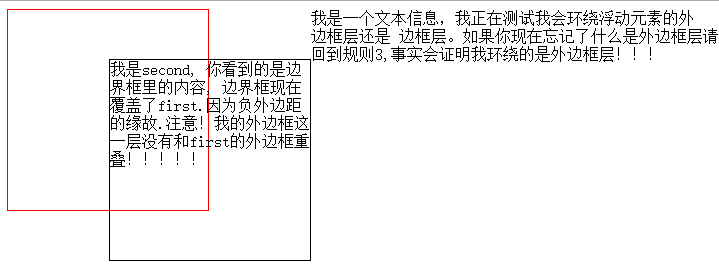 我是一个文本信息，我正在测试我会环绕浮动元素的外
边框层还是 边框层。如果你现在忘记了什么是外边框层请
回到规则3,事实会证明我环绕的是外边框层！！！
我是second, 你看到的是边
界框里的内容, 边界框现在
覆盖了first.因为负外边距
的缘故.注意！我的外边框这
一层没有和first的外边框重
叠！！！！！